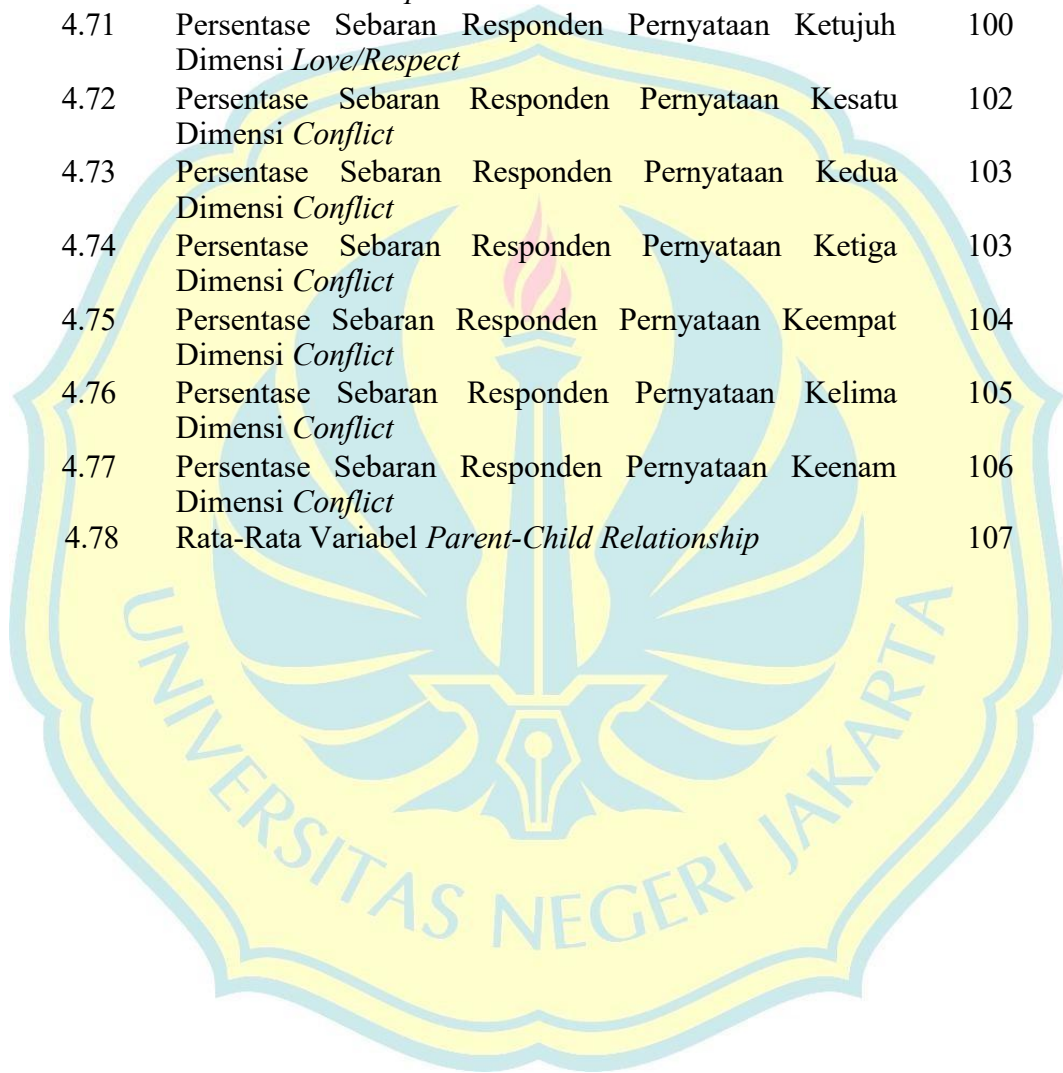 4.71 Persentase Sebaran Responden Pernyataan Ketujuh 100
Dimensi Love/Respect
4.72 Persentase Sebaran Responden Pernyataan Kesatu 102
Dimensi Conflict
4.73 Persentase Sebaran Responden Pernyataan Kedua 103
Dimensi Conflict
4.74 Persentase Sebaran Responden Pernyataan Ketiga 103
Dimensi Conflict
4.75 Persentase Sebaran Responden Pernyataan Keempat 104
Dimensi Conflict
4.76 Persentase Sebaran Responden Pernyataan Kelima 105
Dimensi Conflict
4.77 Persentase Sebaran Responden Pernyataan Keenam 106
Dimensi Conflict
4.78 Rata-Rata Variabel Parent-Child Relationship 107
UNIVERSITAS NEGERI JAKARTA